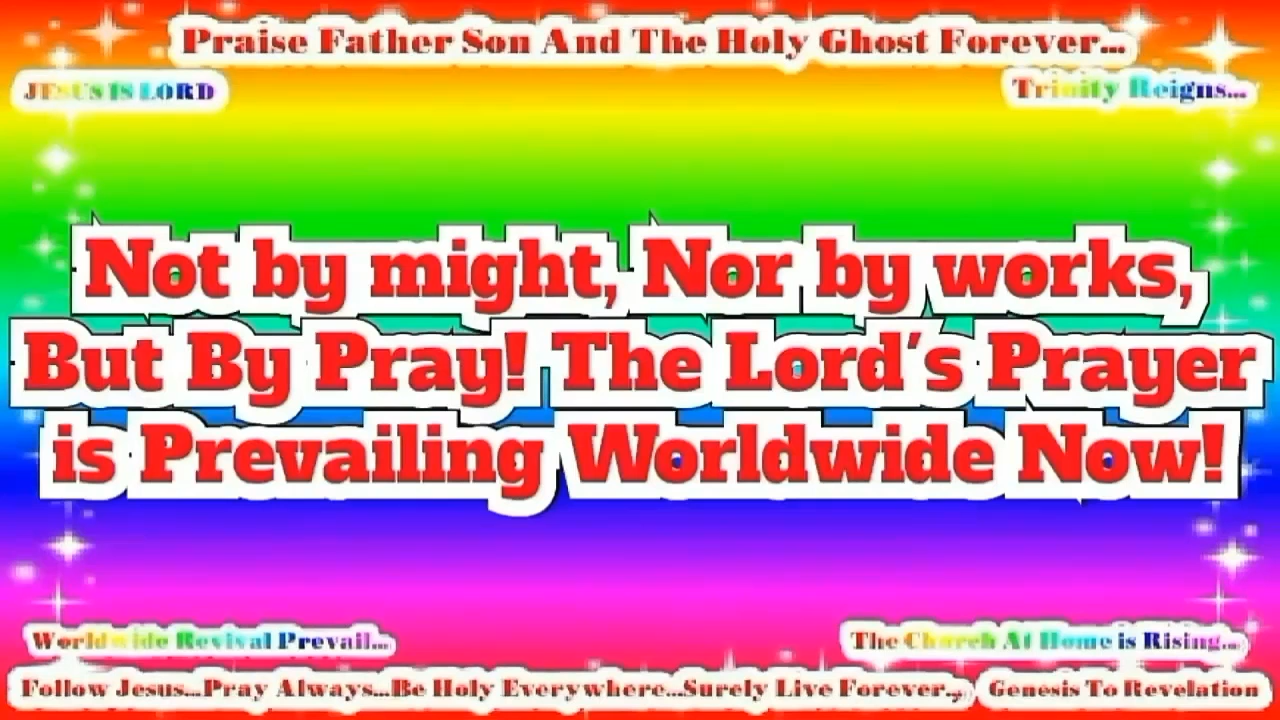 Praise Father Son And The Holy Ghost Forever...
JESUS IS LORD
Trinity Reigns...
Not by might, Nor by works,
But By Pray! The Lord's Prayer
is Prevailing Worldwide Now!
Worldwide Revival Prevail...
The Church At Home is Rising...
Follow Jesus...Pray Always...Be Holy Everywhere...Surely Live Forever...
Genesis To Revelation